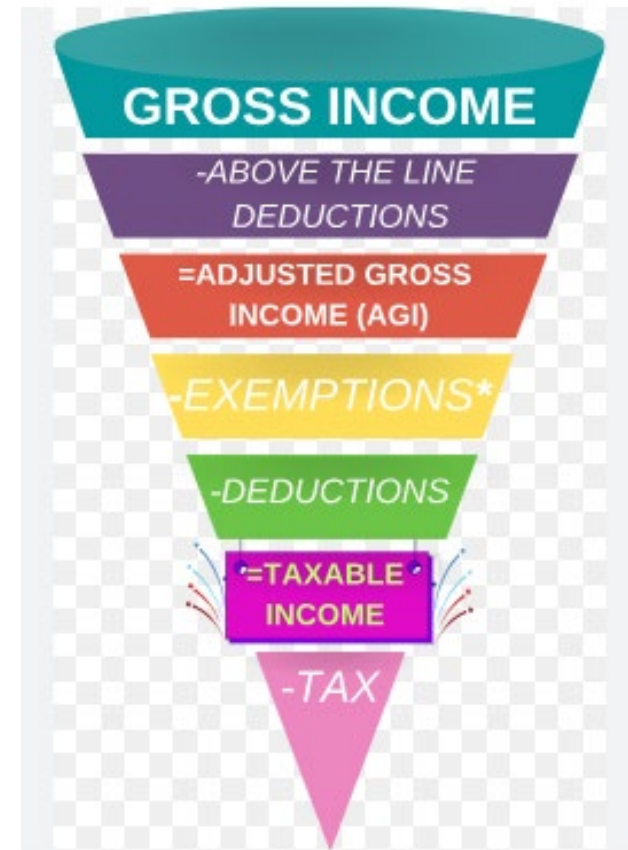 GROSS INCOME
-ABOVE THE LINE
DEDUCTIONS
=ADJUSTED GROSS
INCOME (AGI)
-EXEMPTIONS*
-DEDUCTIONS
=TAXABLE
INCOME
-TAX